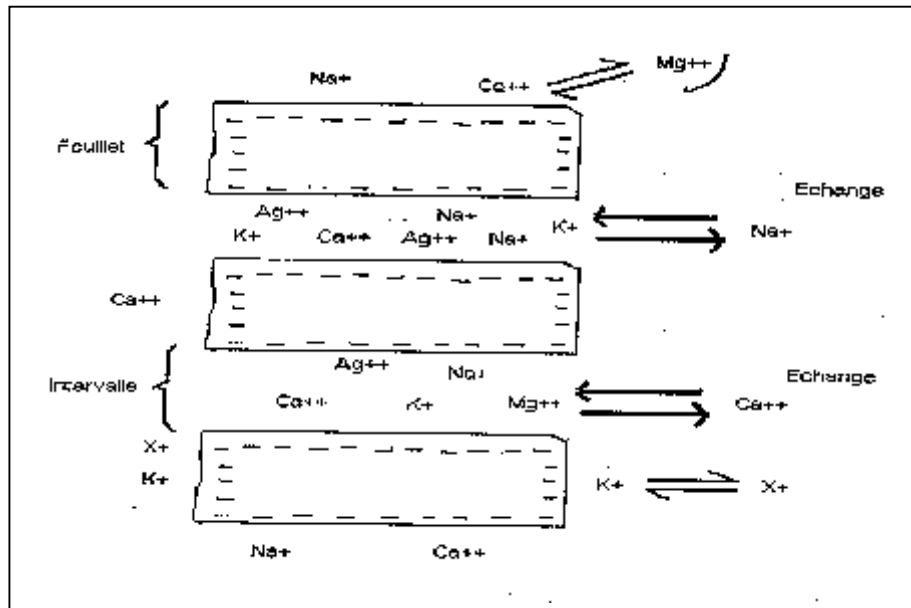 Na+ Ca++ Mg++
Feuillet
Echange
Ag++ Na+
K+ Ca++ Ag++ Na+ K+ Na+
Ca++
Ag++ Na+
Intervalle Echange
Ca++ K+ Mg++ Ca++
X+
K+ K+ X+
Na+ Ca++